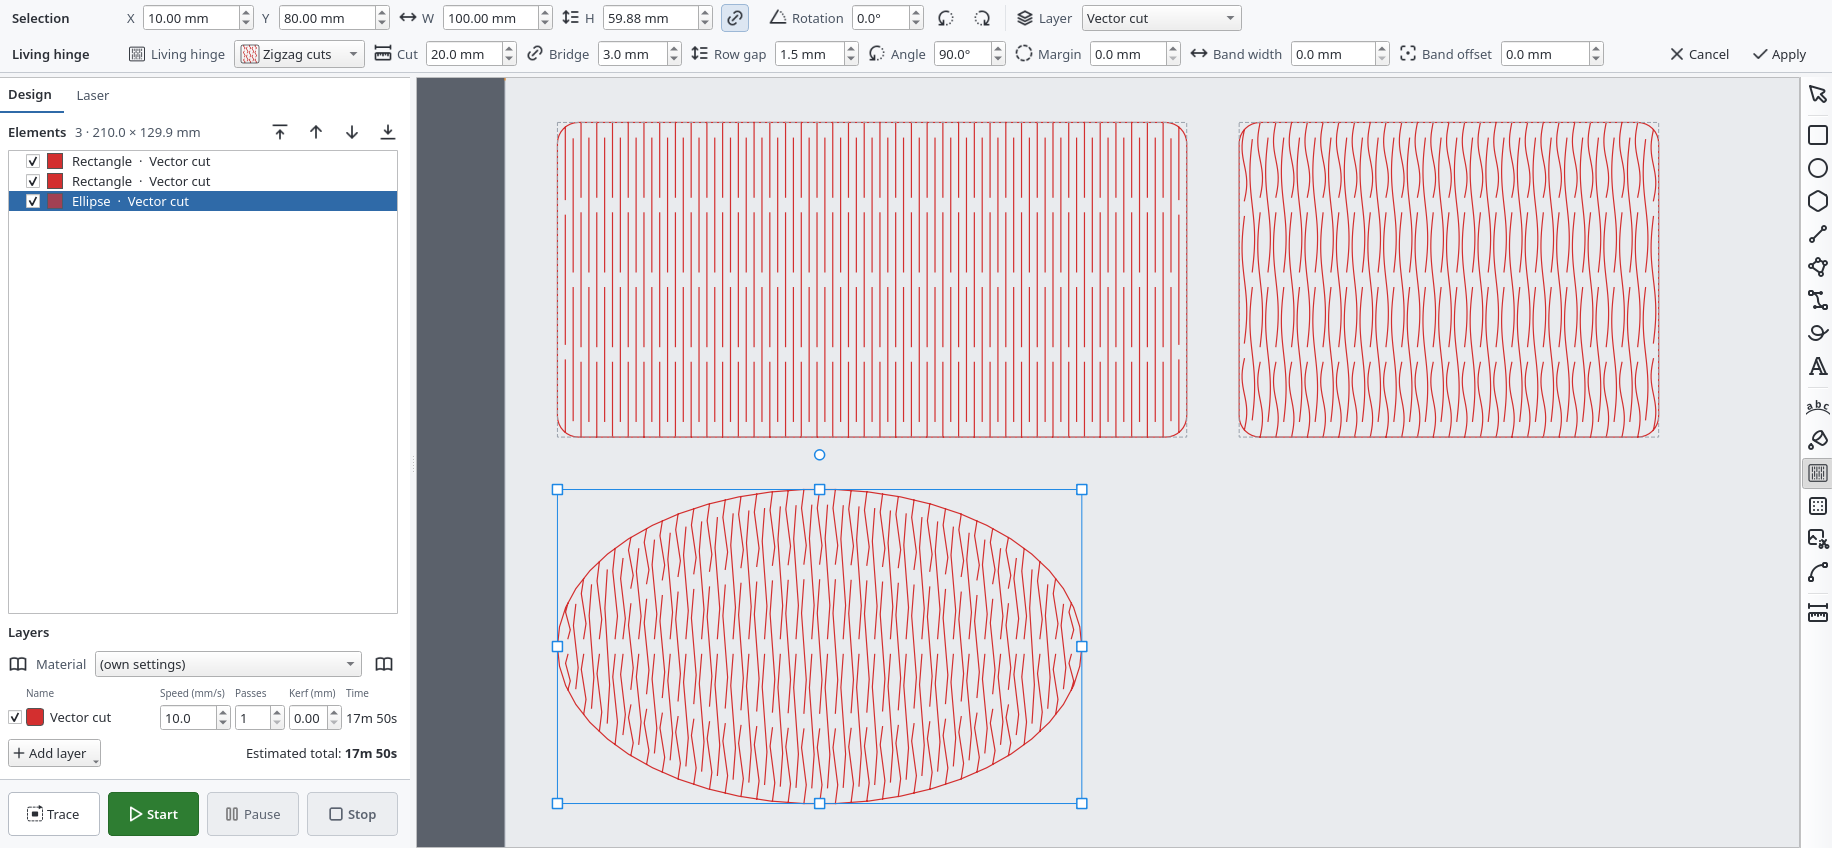 Selection X 10.00 mm Y 80.00 mm W 100.00 mm H 59.88 mm Rotation 0.0° Layer Vector cut
Living hinge Living hinge Zigzag cuts Cut 20.0 mm Bridge 3.0 mm Row gap 1.5 mm Angle 90.0° Margin 0.0 mm Band width 0.0 mm Band offset 0.0 mm Cancel Apply
Design Laser
Elements 3 · 210.0 × 129.9 mm
Rectangle · Vector cut
Rectangle · Vector cut
Ellipse · Vector cut
abc
Layers
Material (own settings)
Name Speed (mm/s) Passes Kerf (mm) Time
Vector cut 10.0 1 0.00 17m 50s
Add layer Estimated total: 17m 50s
Trace Start Pause Stop